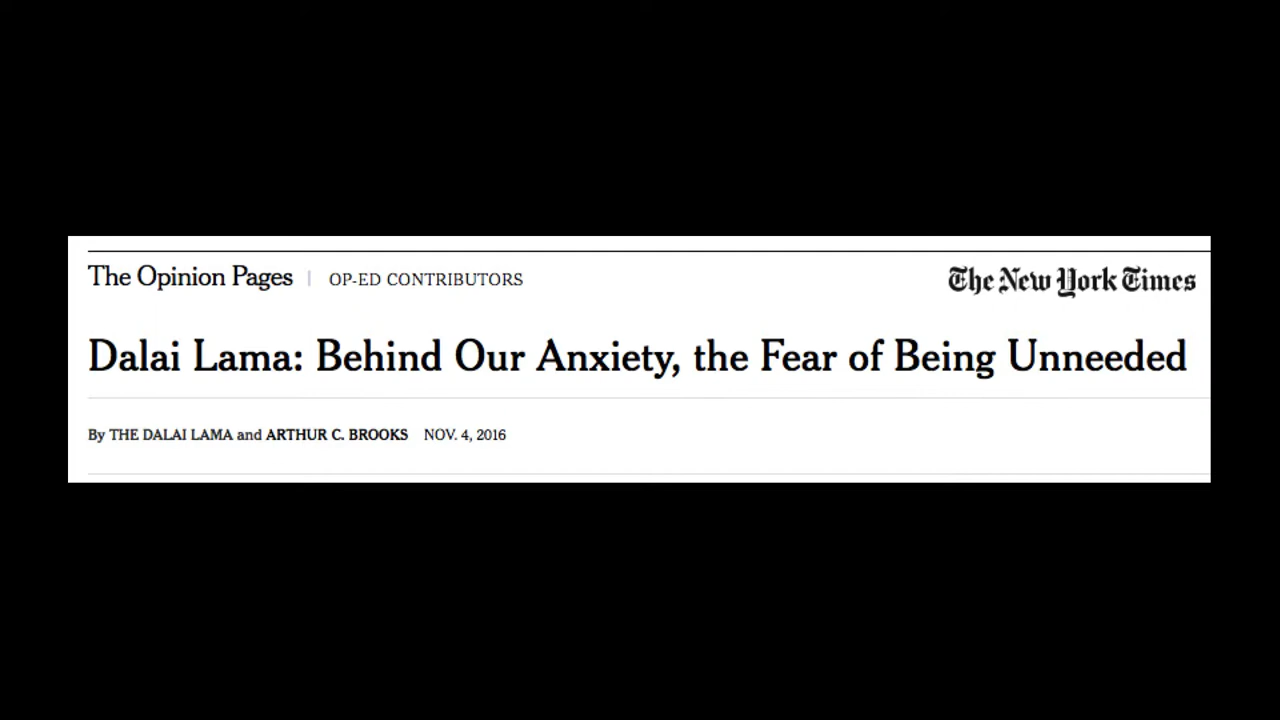 The Opinion Pages | OP-ED CONTRIBUTORS The New York Times
Dalai Lama: Behind Our Anxiety, the Fear of Being Unneeded
By THE DALAI LAMA and ARTHUR C. BROOKS NOV. 4, 2016